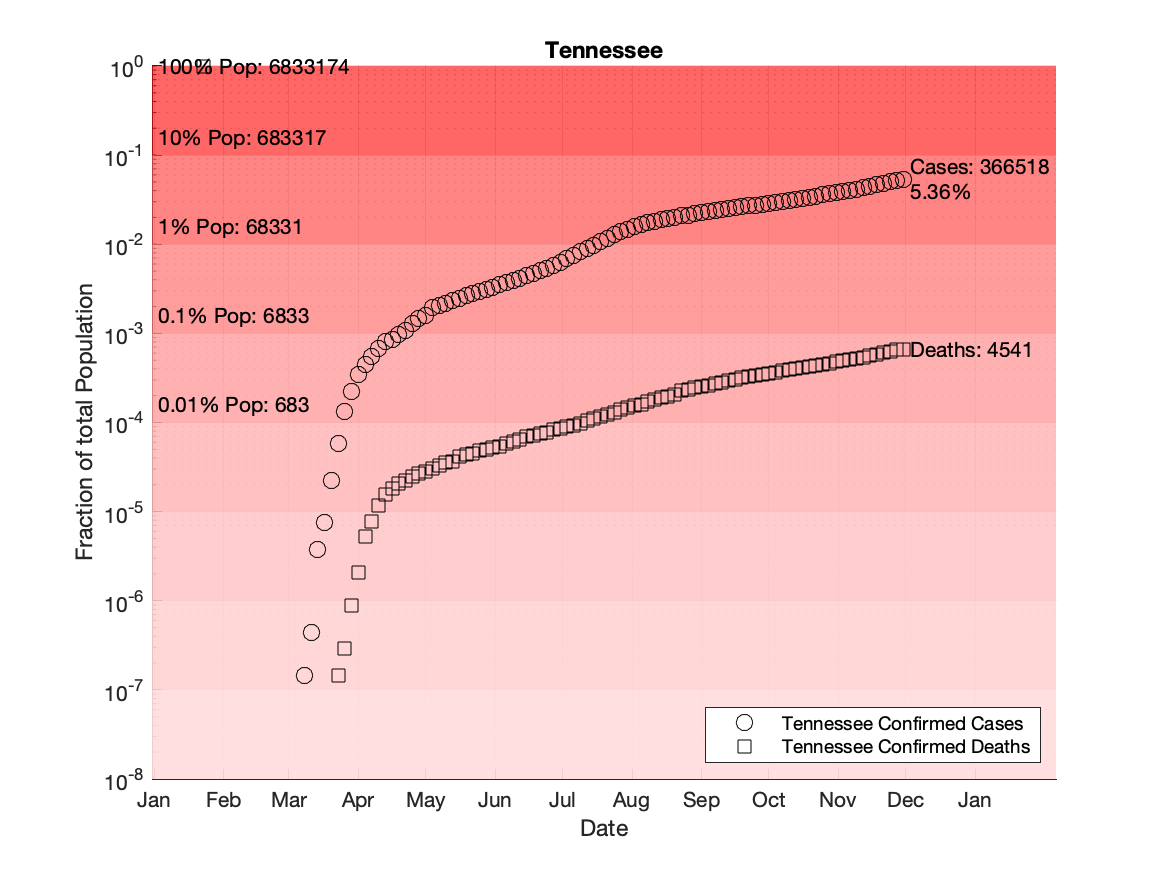 Tennessee
10^0
100% Pop: 6833174
10% Pop: 683317
10^-1
Cases: 366518
5.36%
1% Pop: 68331
10^-2
0.1% Pop: 6833
10^-3
Deaths: 4541
0.01% Pop: 683
10^-4
10^-5
10^-6
10^-7
10^-8
Fraction of total Population
Tennessee Confirmed Cases
Tennessee Confirmed Deaths
Jan Feb Mar Apr May Jun Jul Aug Sep Oct Nov Dec Jan
Date